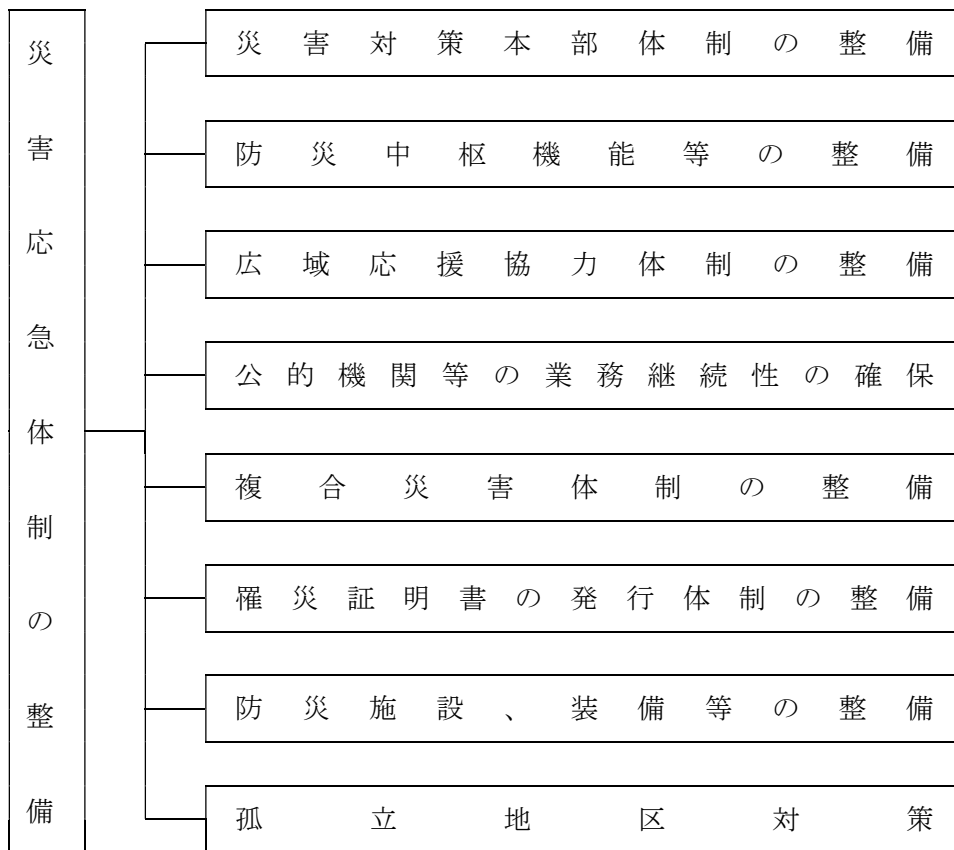 災害応急体制の整備
災害対策本部体制の整備
防災中枢機能等の整備
広域応援協力体制の整備
公的機関等の業務継続性の確保
複合災害体制の整備
罹災証明書の発行体制の整備
防災施設、装備等の整備
孤立地区対策